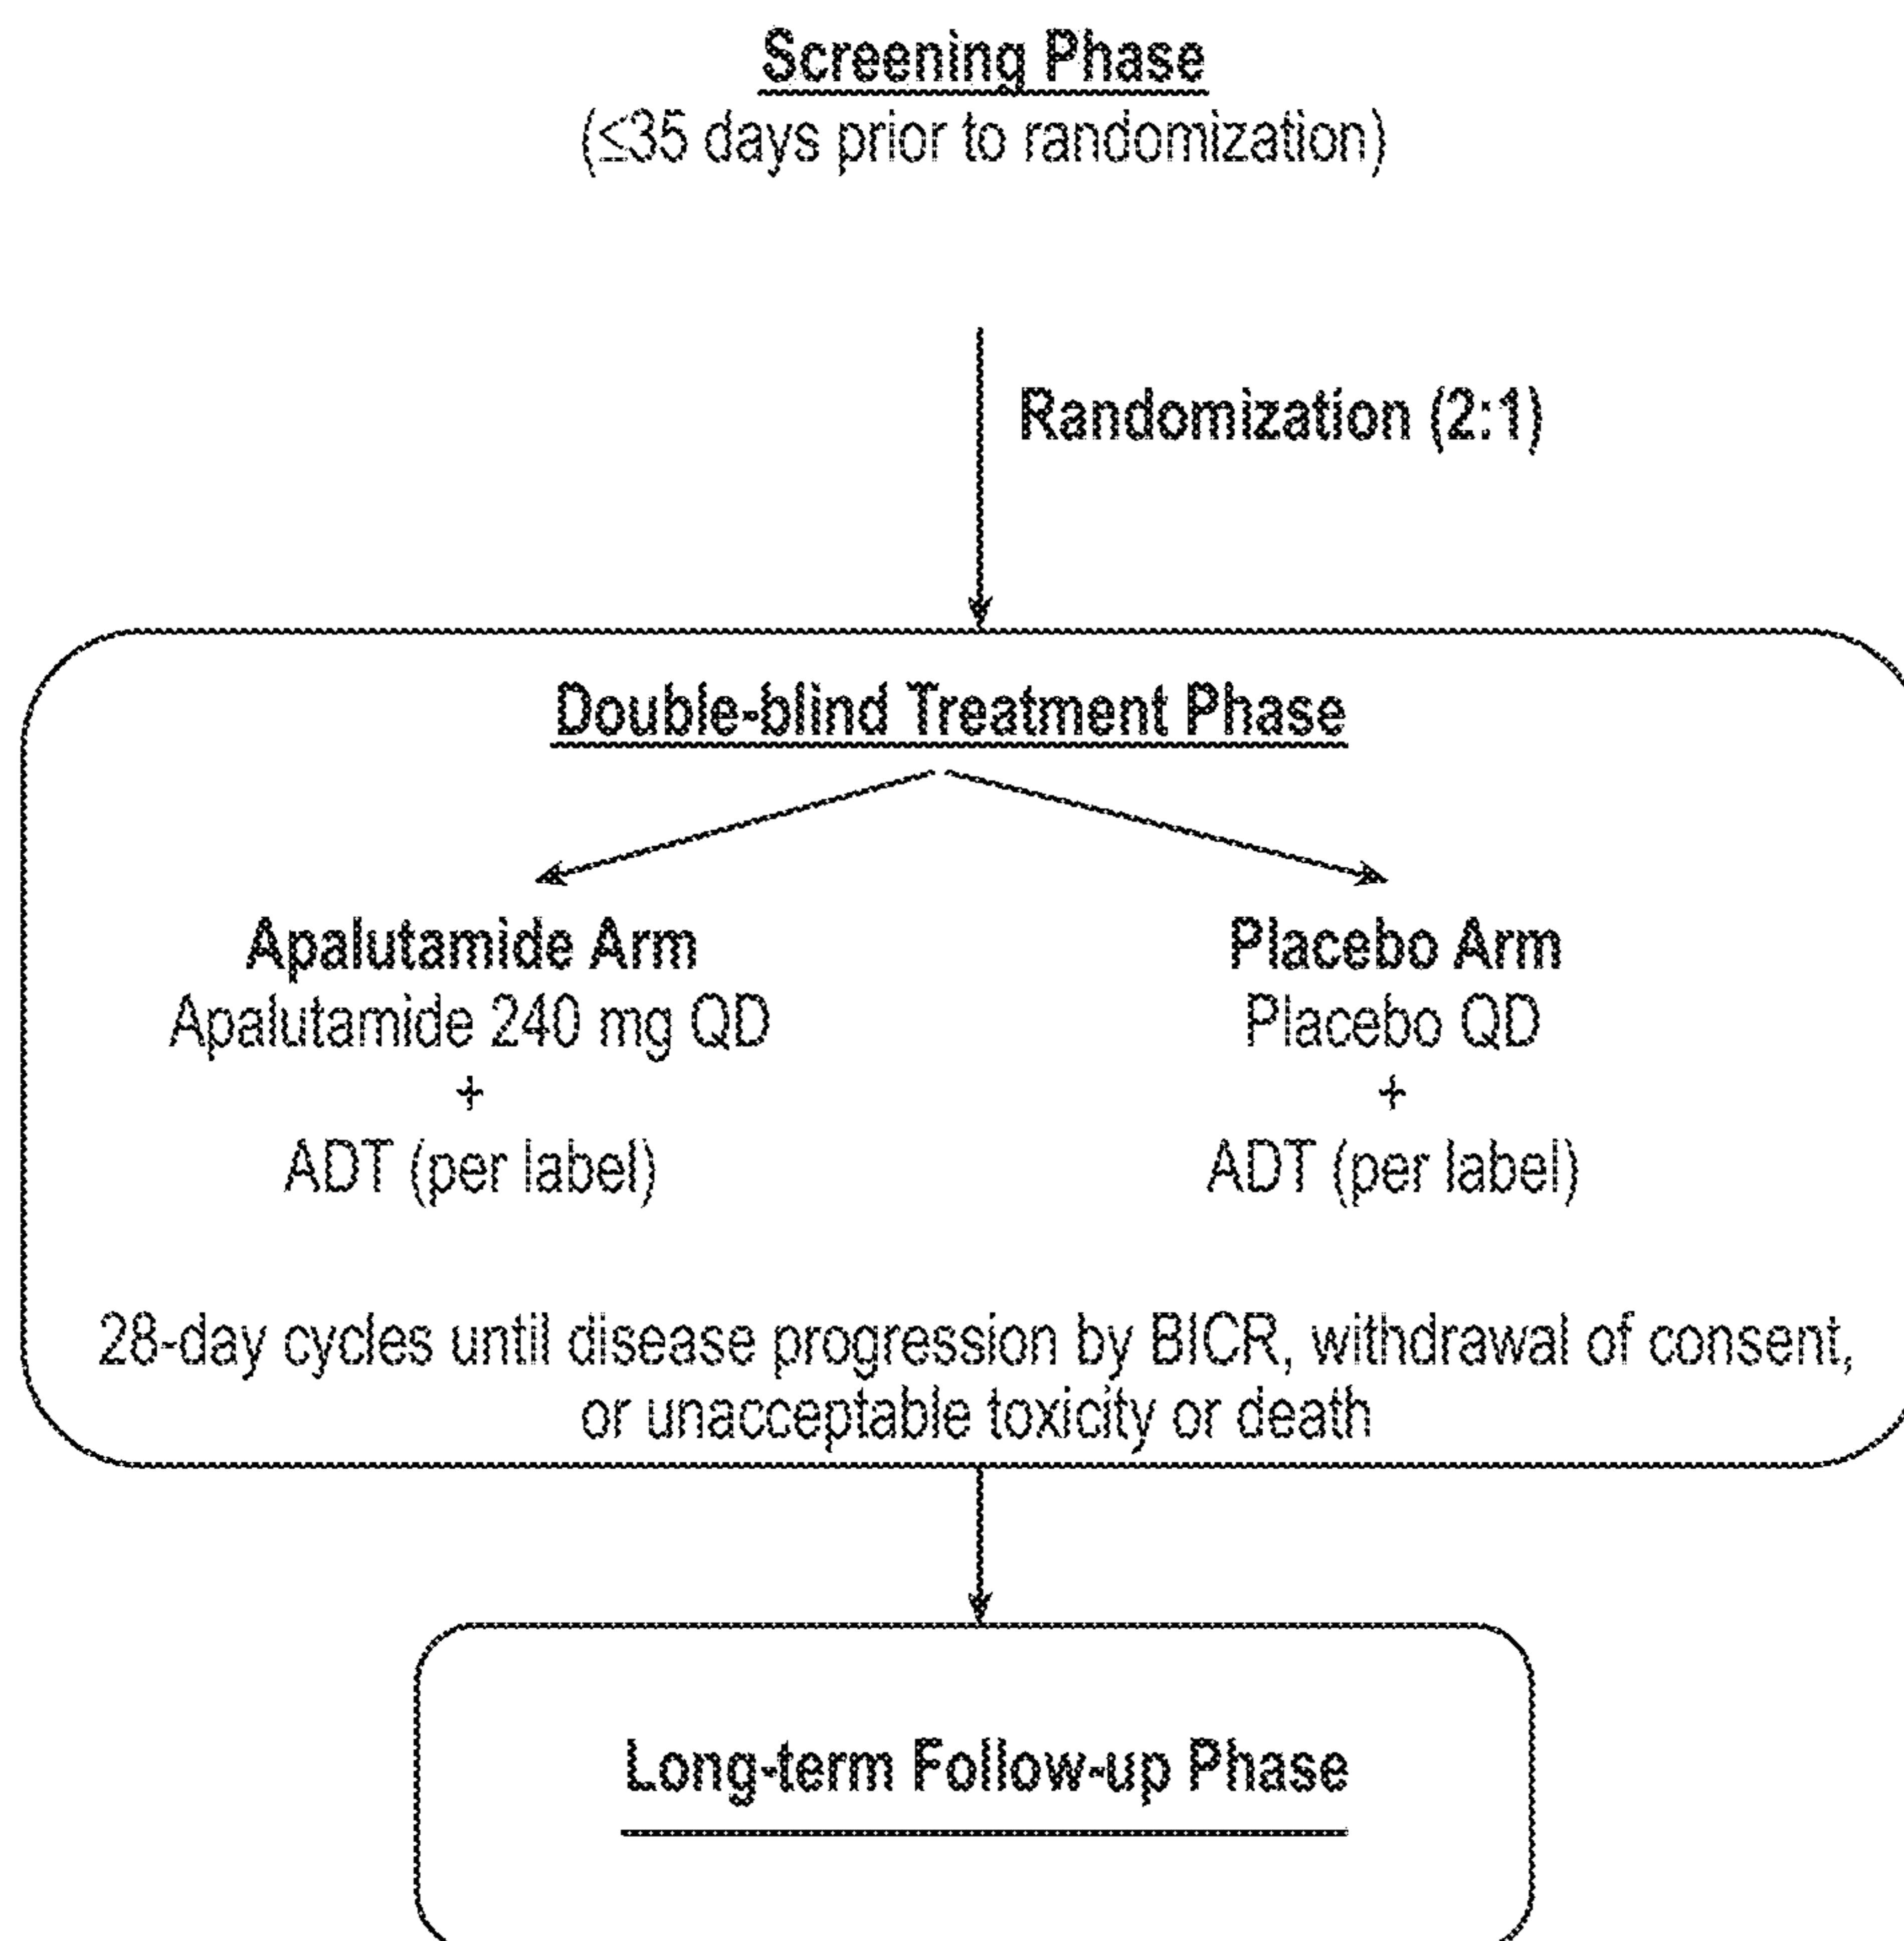 Screening Phase
(≤35 days prior to randomization)
Randomization (2:1)
Double-blind Treatment Phase
Apalutamide Arm
Apalutamide 240 mg QD
+
ADT (per label)
Placebo Arm
Placebo QD
+
ADT (per label)
28-day cycles until disease progression by BICR, withdrawal of consent,
or unacceptable toxicity or death
Long-term Follow-up Phase